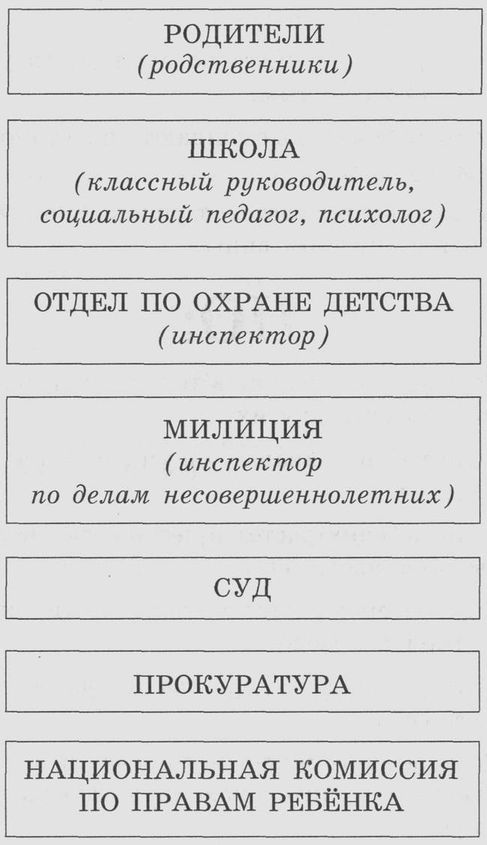 РОДИТЕЛИ
(родственники)
ШКОЛА
(классный руководитель,
социальный педагог, психолог)
ОТДЕЛ ПО ОХРАНЕ ДЕТСТВА
(инспектор)
МИЛИЦИЯ
(инспектор
по делам несовершеннолетних)
СУД
ПРОКУРАТУРА
НАЦИОНАЛЬНАЯ КОМИССИЯ
ПО ПРАВАМ РЕБЁНКА